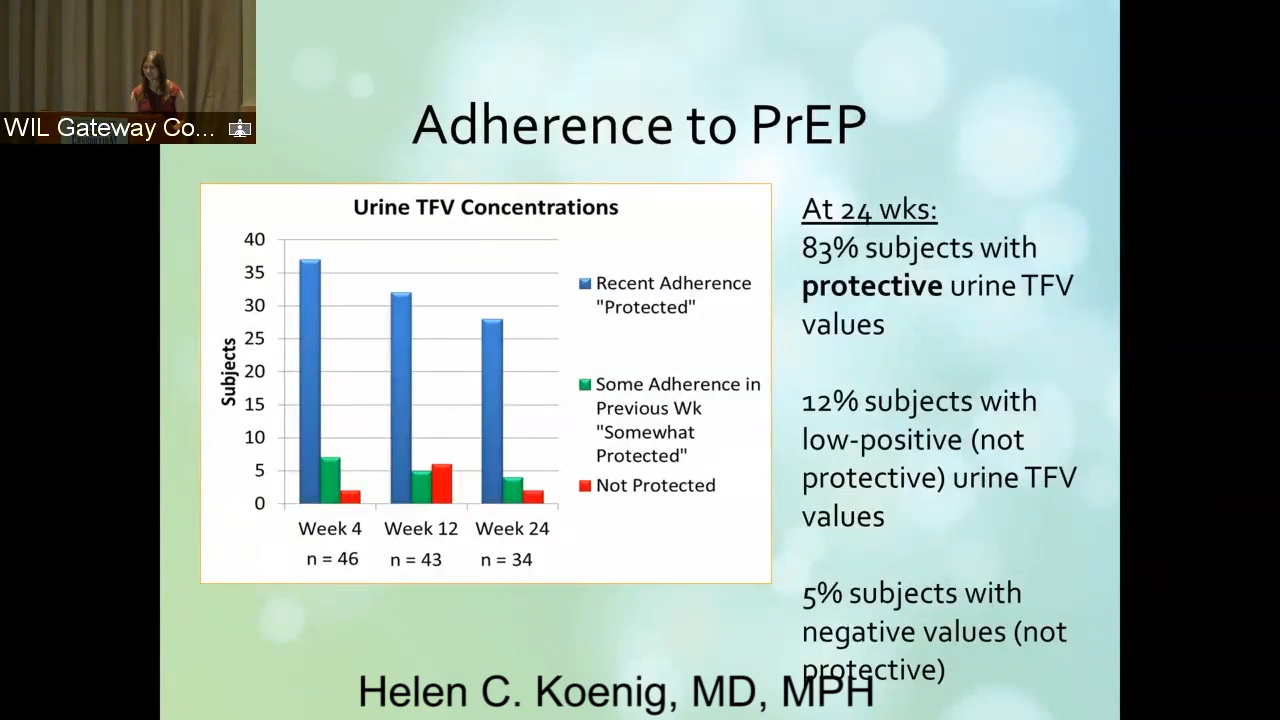 WIL Gateway Co...
Adherence to PrEP
Urine TFV Concentrations
Subjects
40
35
30
25
20
15
10
5
0
Week 4
Week 12
Week 24
n = 46
n = 43
n = 34
Recent Adherence
"Protected"
Some Adherence in
Previous Wk
"Somewhat
Protected"
Not Protected
At 24 wks:
83% subjects with
protective urine TFV
values
12% subjects with
low-positive (not
protective) urine TFV
values
5% subjects with
negative values (not
protective)
Helen C. Koenig, MD, MPH